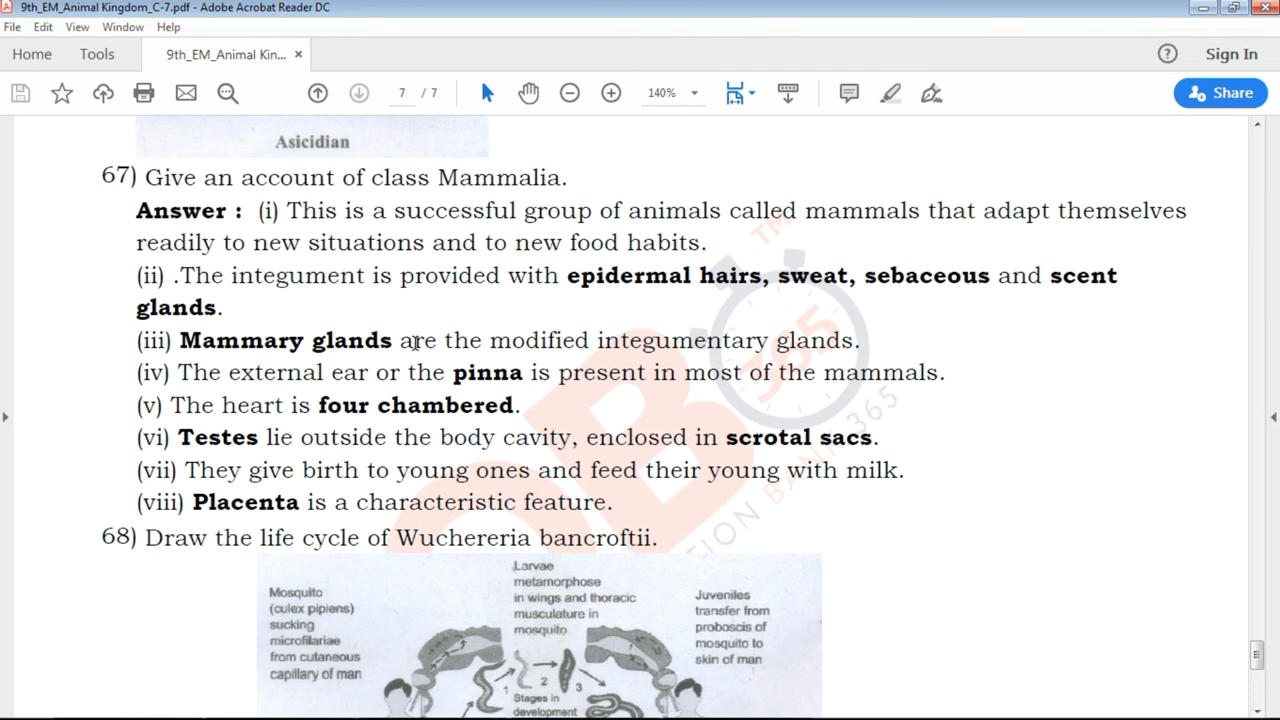 9th_EM_Animal Kingdom_C-7.pdf - Adobe Acrobat Reader DC
File Edit View Window Help
Home Tools 9th_EM_Animal Kin... × ? Sign In
7 / 7 140% Share
Asicidian
67) Give an account of class Mammalia.
Answer : (i) This is a successful group of animals called mammals that adapt themselves
readily to new situations and to new food habits.
(ii) .The integument is provided with epidermal hairs, sweat, sebaceous and scent
glands.
(iii) Mammary glands are the modified integumentary glands.
(iv) The external ear or the pinna is present in most of the mammals.
(v) The heart is four chambered.
(vi) Testes lie outside the body cavity, enclosed in scrotal sacs.
(vii) They give birth to young ones and feed their young with milk.
(viii) Placenta is a characteristic feature.
68) Draw the life cycle of Wuchereria bancroftii.
Mosquito
(culex pipiens)
sucking
microfilariae
from cutaneous
capillary of man
Larvae
metamorphose
in wings and thoracic
musculature in
mosquito
Juveniles
transfer from
proboscis of
mosquito to
skin of man
1 2 3
Stages in
development
TM
365
QB
BANK 365